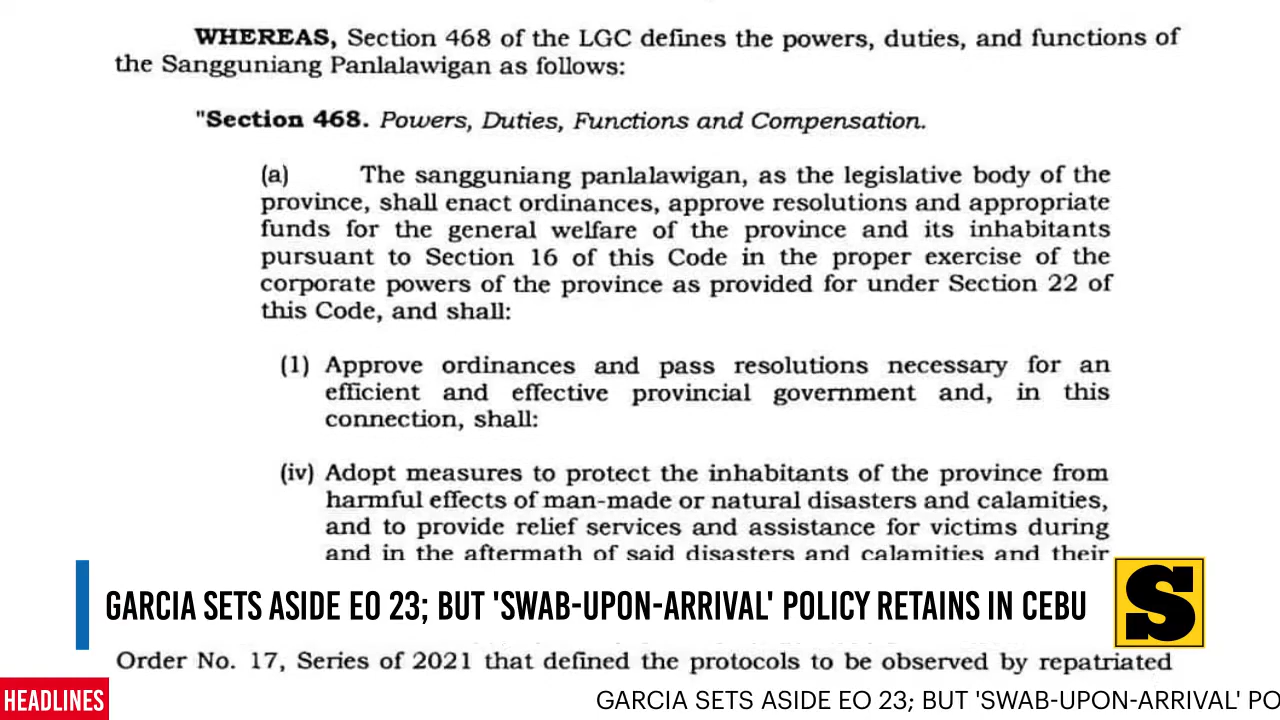 WHEREAS, Section 468 of the LGC defines the powers, duties, and functions of
the Sangguniang Panlalawigan as follows:
"Section 468. Powers, Duties, Functions and Compensation.
(a) The sangguniang panlalawigan, as the legislative body of the
province, shall enact ordinances, approve resolutions and appropriate
funds for the general welfare of the province and its inhabitants
pursuant to Section 16 of this Code in the proper exercise of the
corporate powers of the province as provided for under Section 22 of
this Code, and shall:
(1) Approve ordinances and pass resolutions necessary for an
efficient and effective provincial government and, in this
connection, shall:
(iv) Adopt measures to protect the inhabitants of the province from
harmful effects of man-made or natural disasters and calamities,
and to provide relief services and assistance for victims during
and in the aftermath of said disasters and calamities and their
GARCIA SETS ASIDE EO 23; BUT 'SWAB-UPON-ARRIVAL' POLICY RETAINS IN CEBU
S
Order No. 17, Series of 2021 that defined the protocols to be observed by repatriated
HEADLINES
GARCIA SETS ASIDE EO 23; BUT 'SWAB-UPON-ARRIVAL' PO